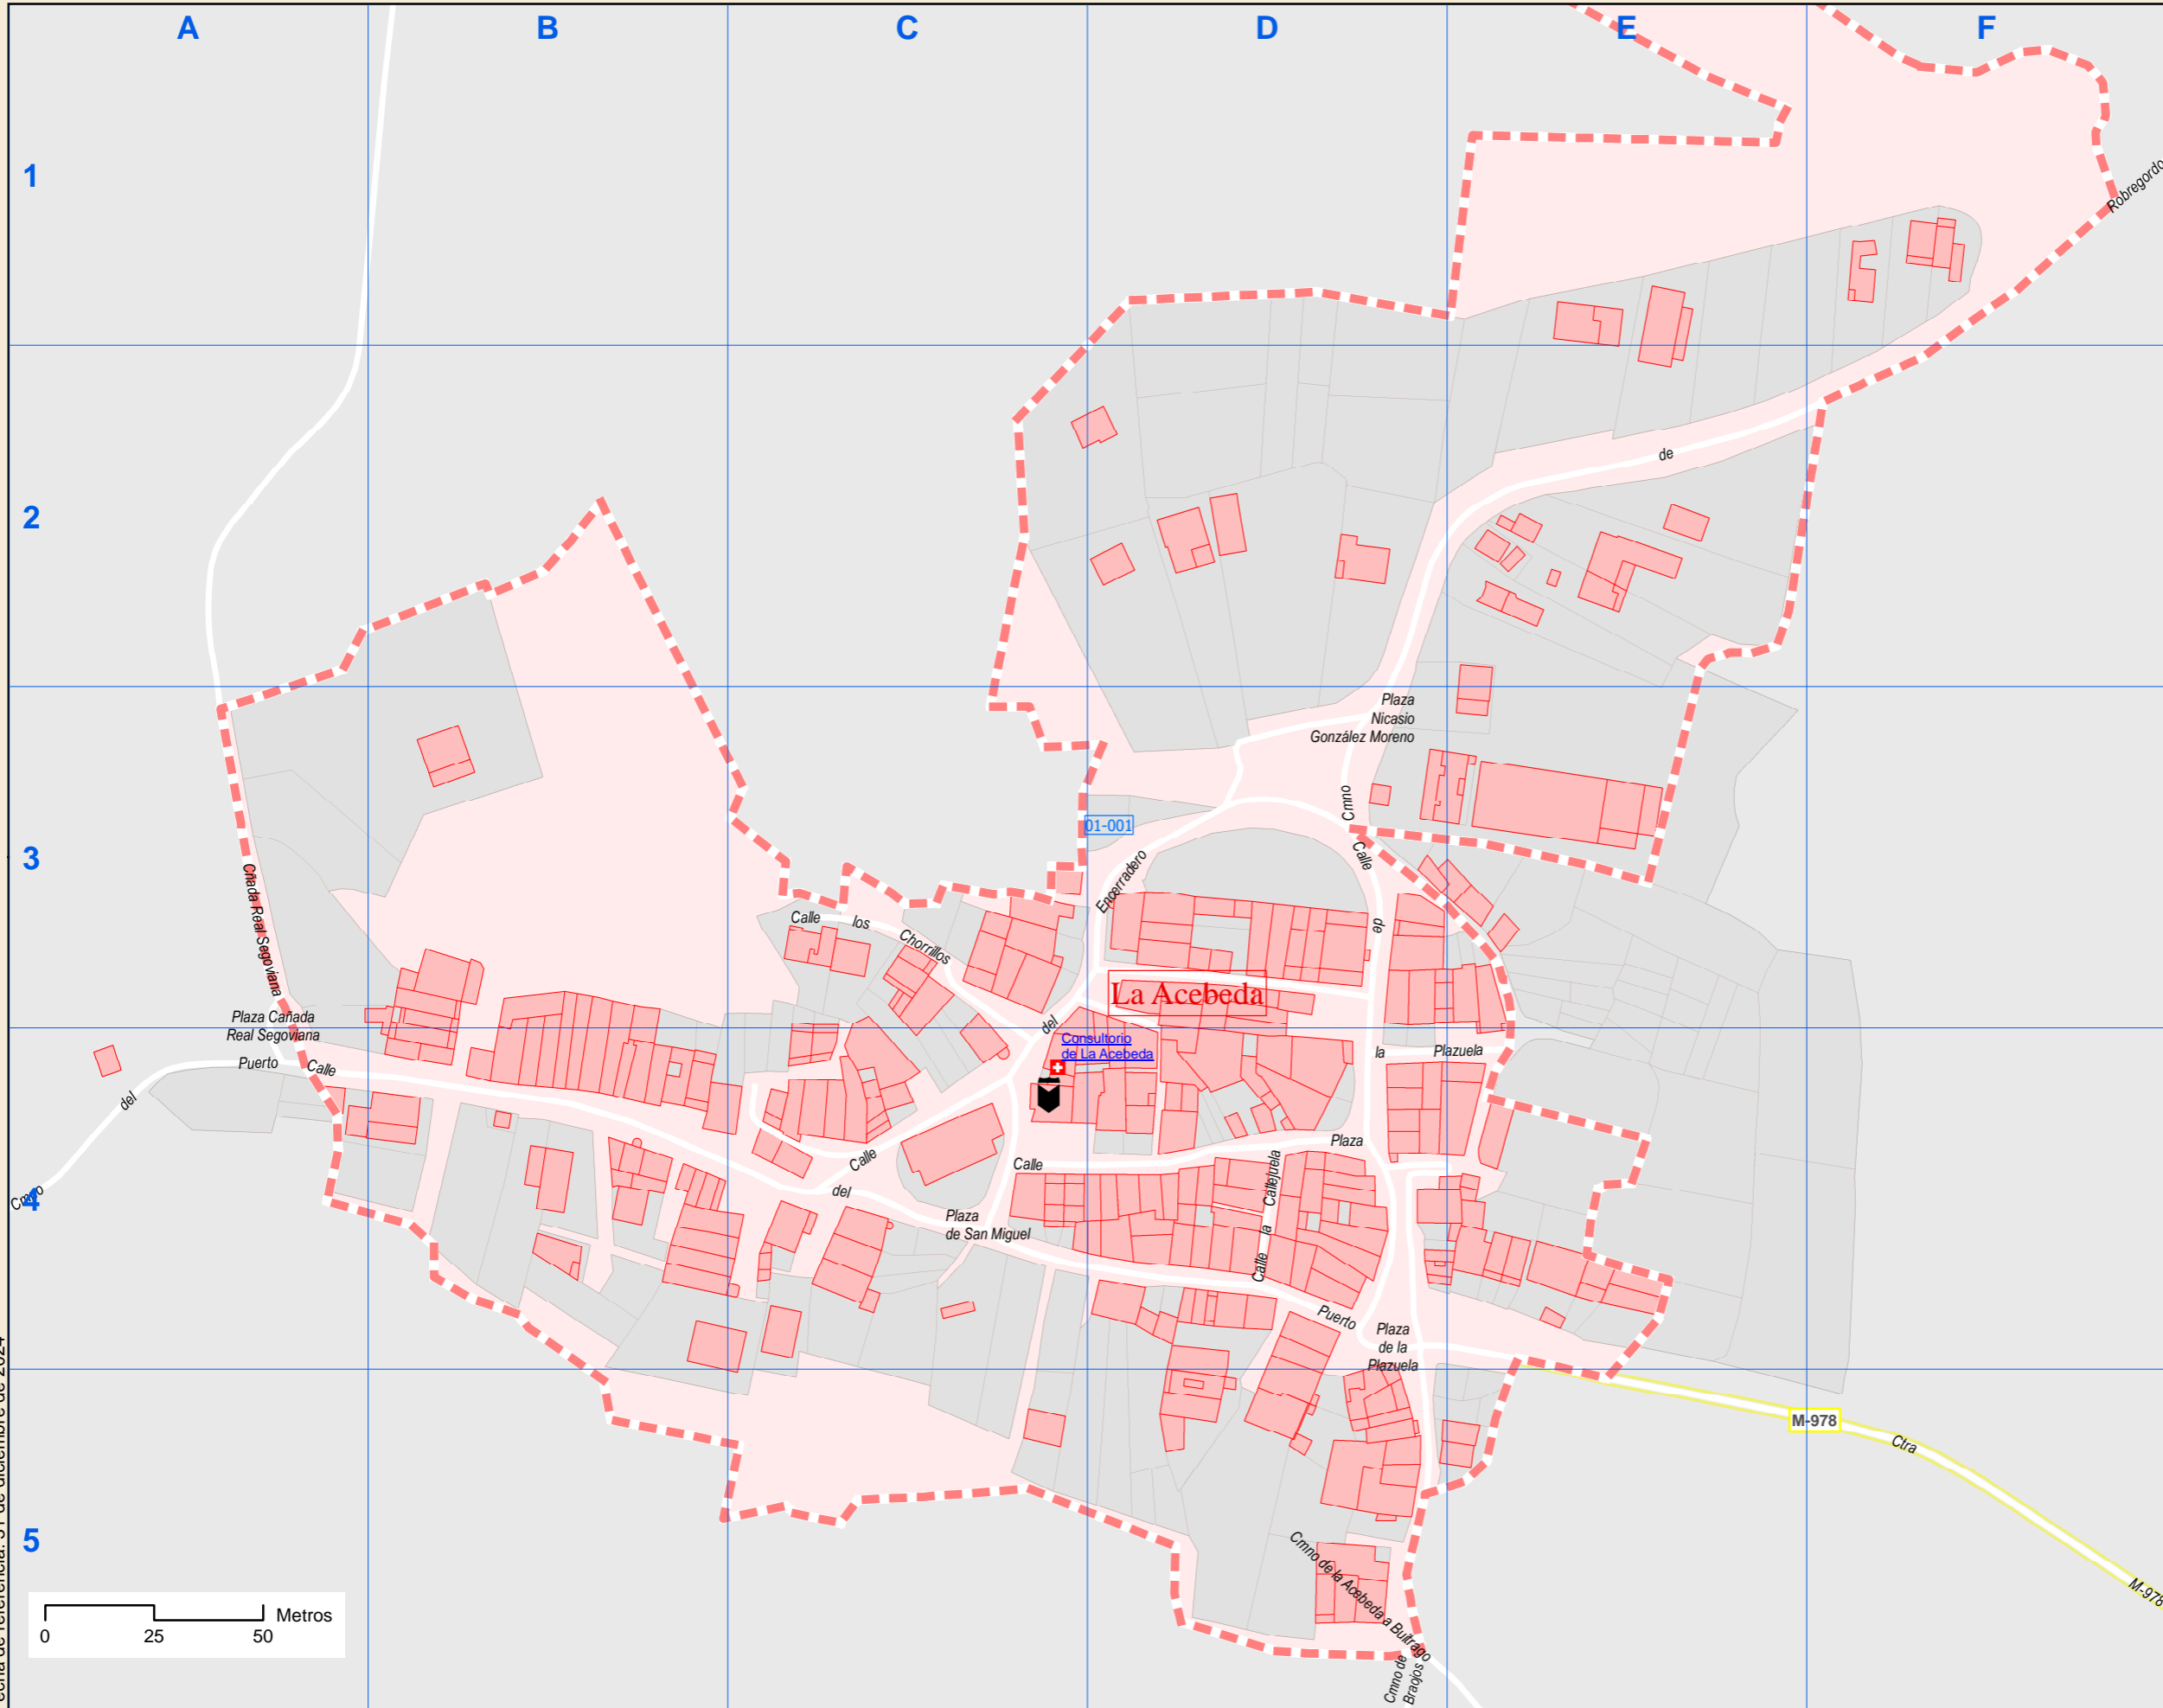 A B C D E F
1
Robregordo
de
2
Plaza
Nicasio
González Moreno
Cmno
01-001
3
Calle
Encerradero
de
Calle los Chorrillos
Cñada Real Segoviana
La Acebeda
Plaza Cañada
Real Segoviana
del
Consultorio
de La Acebeda
la Plazuela
Puerto
Calle
del
Plaza
Calle
Calle
del
Cmno
4
Calle la Callejuela
Plaza
de San Miguel
Puerto
Plaza
de la
Plazuela
M-978
Ctra
M-978
5
Cmno de la Acebeda a Buitrago
Cmno de
Braojos
Metros
0 25 50